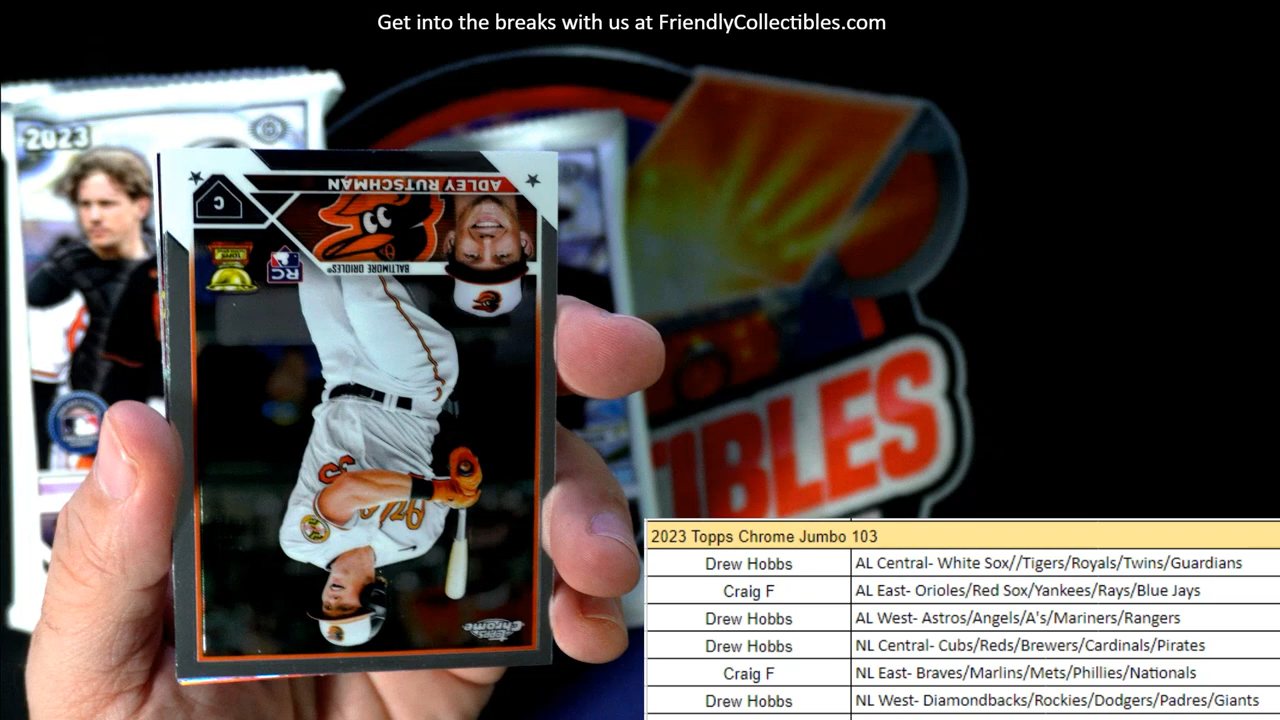 Get into the breaks with us at FriendlyCollectibles.com
2023
ADLEY RUTSCHMAN
C
RC
BALTIMORE ORIOLES®
35
Topps
Chrome
IBLES
2023 Topps Chrome Jumbo 103
Drew Hobbs AL Central- White Sox//Tigers/Royals/Twins/Guardians
Craig F AL East- Orioles/Red Sox/Yankees/Rays/Blue Jays
Drew Hobbs AL West- Astros/Angels/A's/Mariners/Rangers
Drew Hobbs NL Central- Cubs/Reds/Brewers/Cardinals/Pirates
Craig F NL East- Braves/Marlins/Mets/Phillies/Nationals
Drew Hobbs NL West- Diamondbacks/Rockies/Dodgers/Padres/Giants